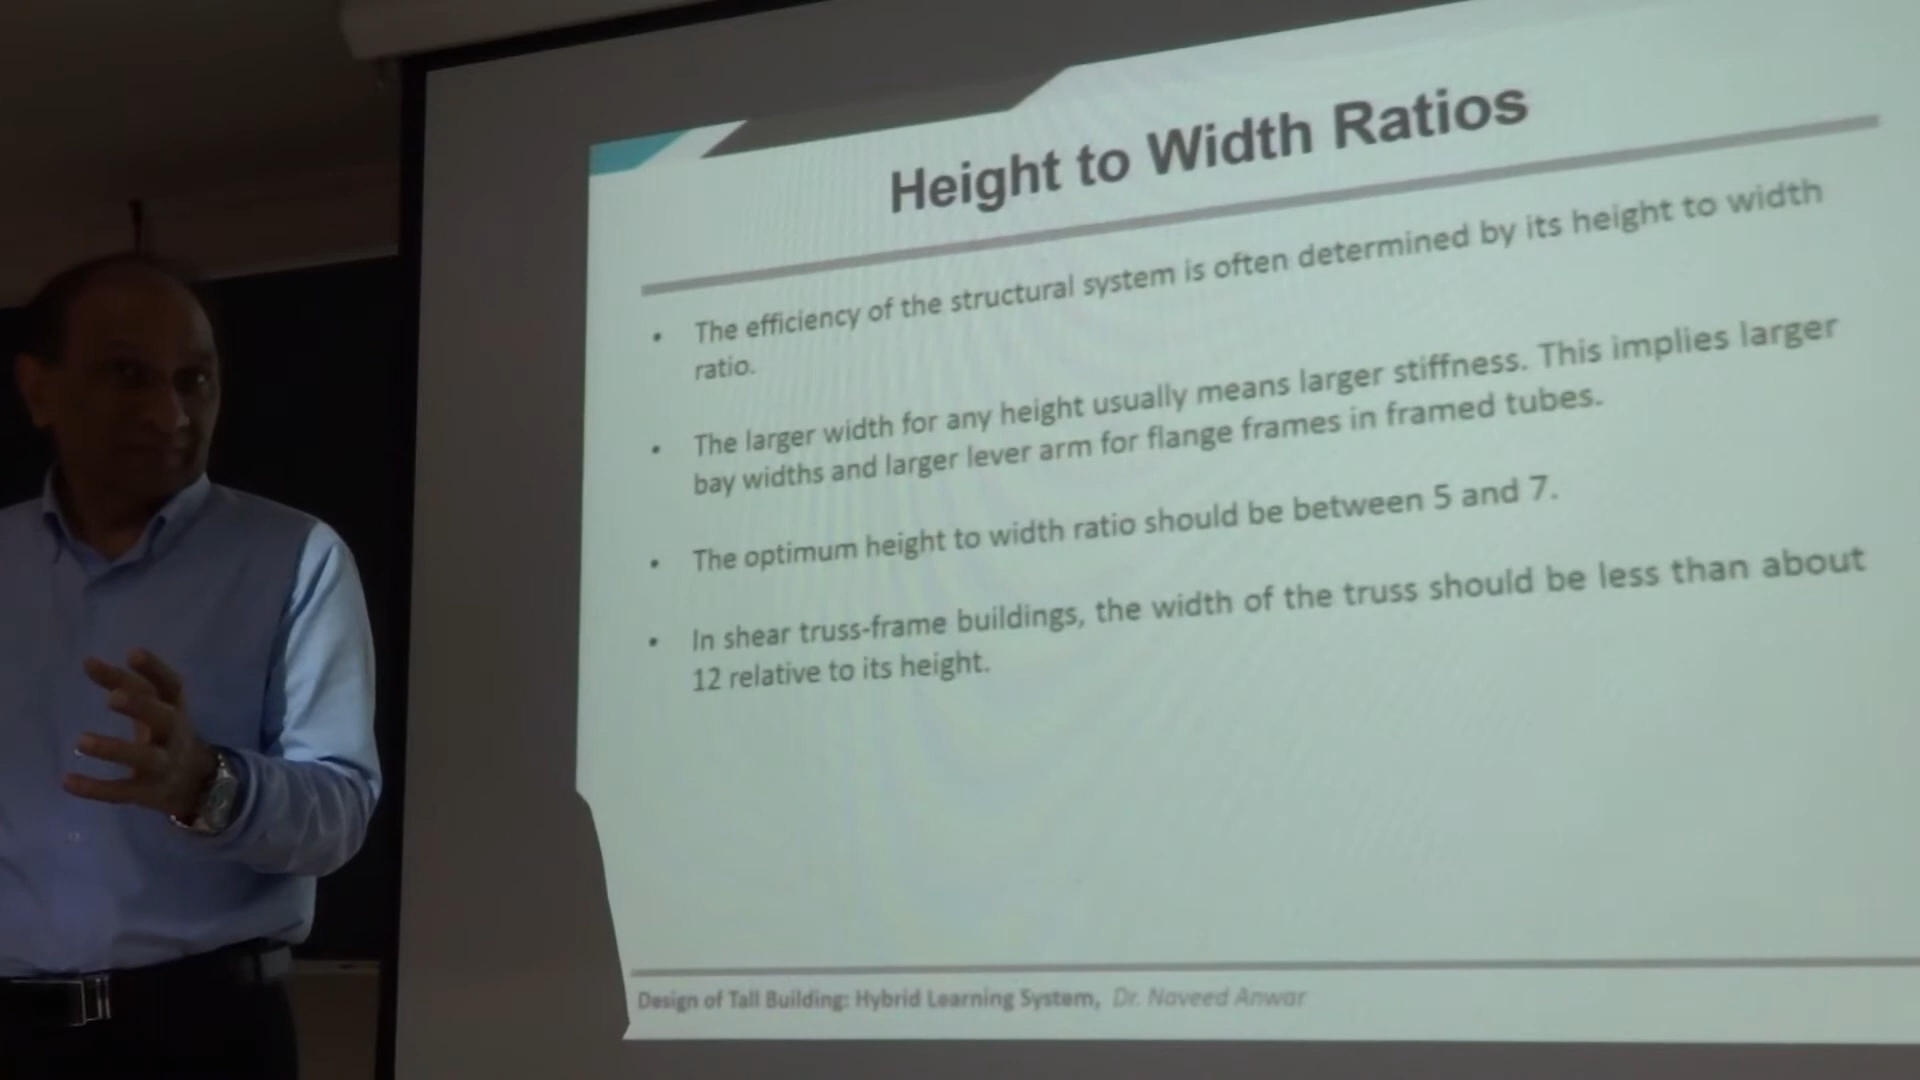 Height to Width Ratios
• The efficiency of the structural system is often determined by its height to width
ratio.
• The larger width for any height usually means larger stiffness. This implies larger
bay widths and larger lever arm for flange frames in framed tubes.
• The optimum height to width ratio should be between 5 and 7.
• In shear truss-frame buildings, the width of the truss should be less than about
12 relative to its height.
Design of Tall Building: Hybrid Learning System, Dr. Naveed Anwar